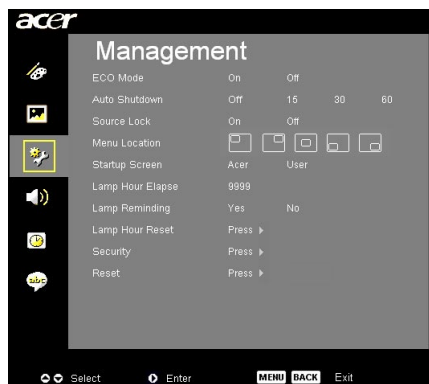 acer
Management
ECO Mode On Off
Auto Shutdown Off 15 30 60
Source Lock On Off
Menu Location
Startup Screen Acer User
Lamp Hour Elapse 9999
Lamp Reminding Yes No
Lamp Hour Reset Press
Security Press
Reset Press
abc
Select Enter MENU BACK Exit